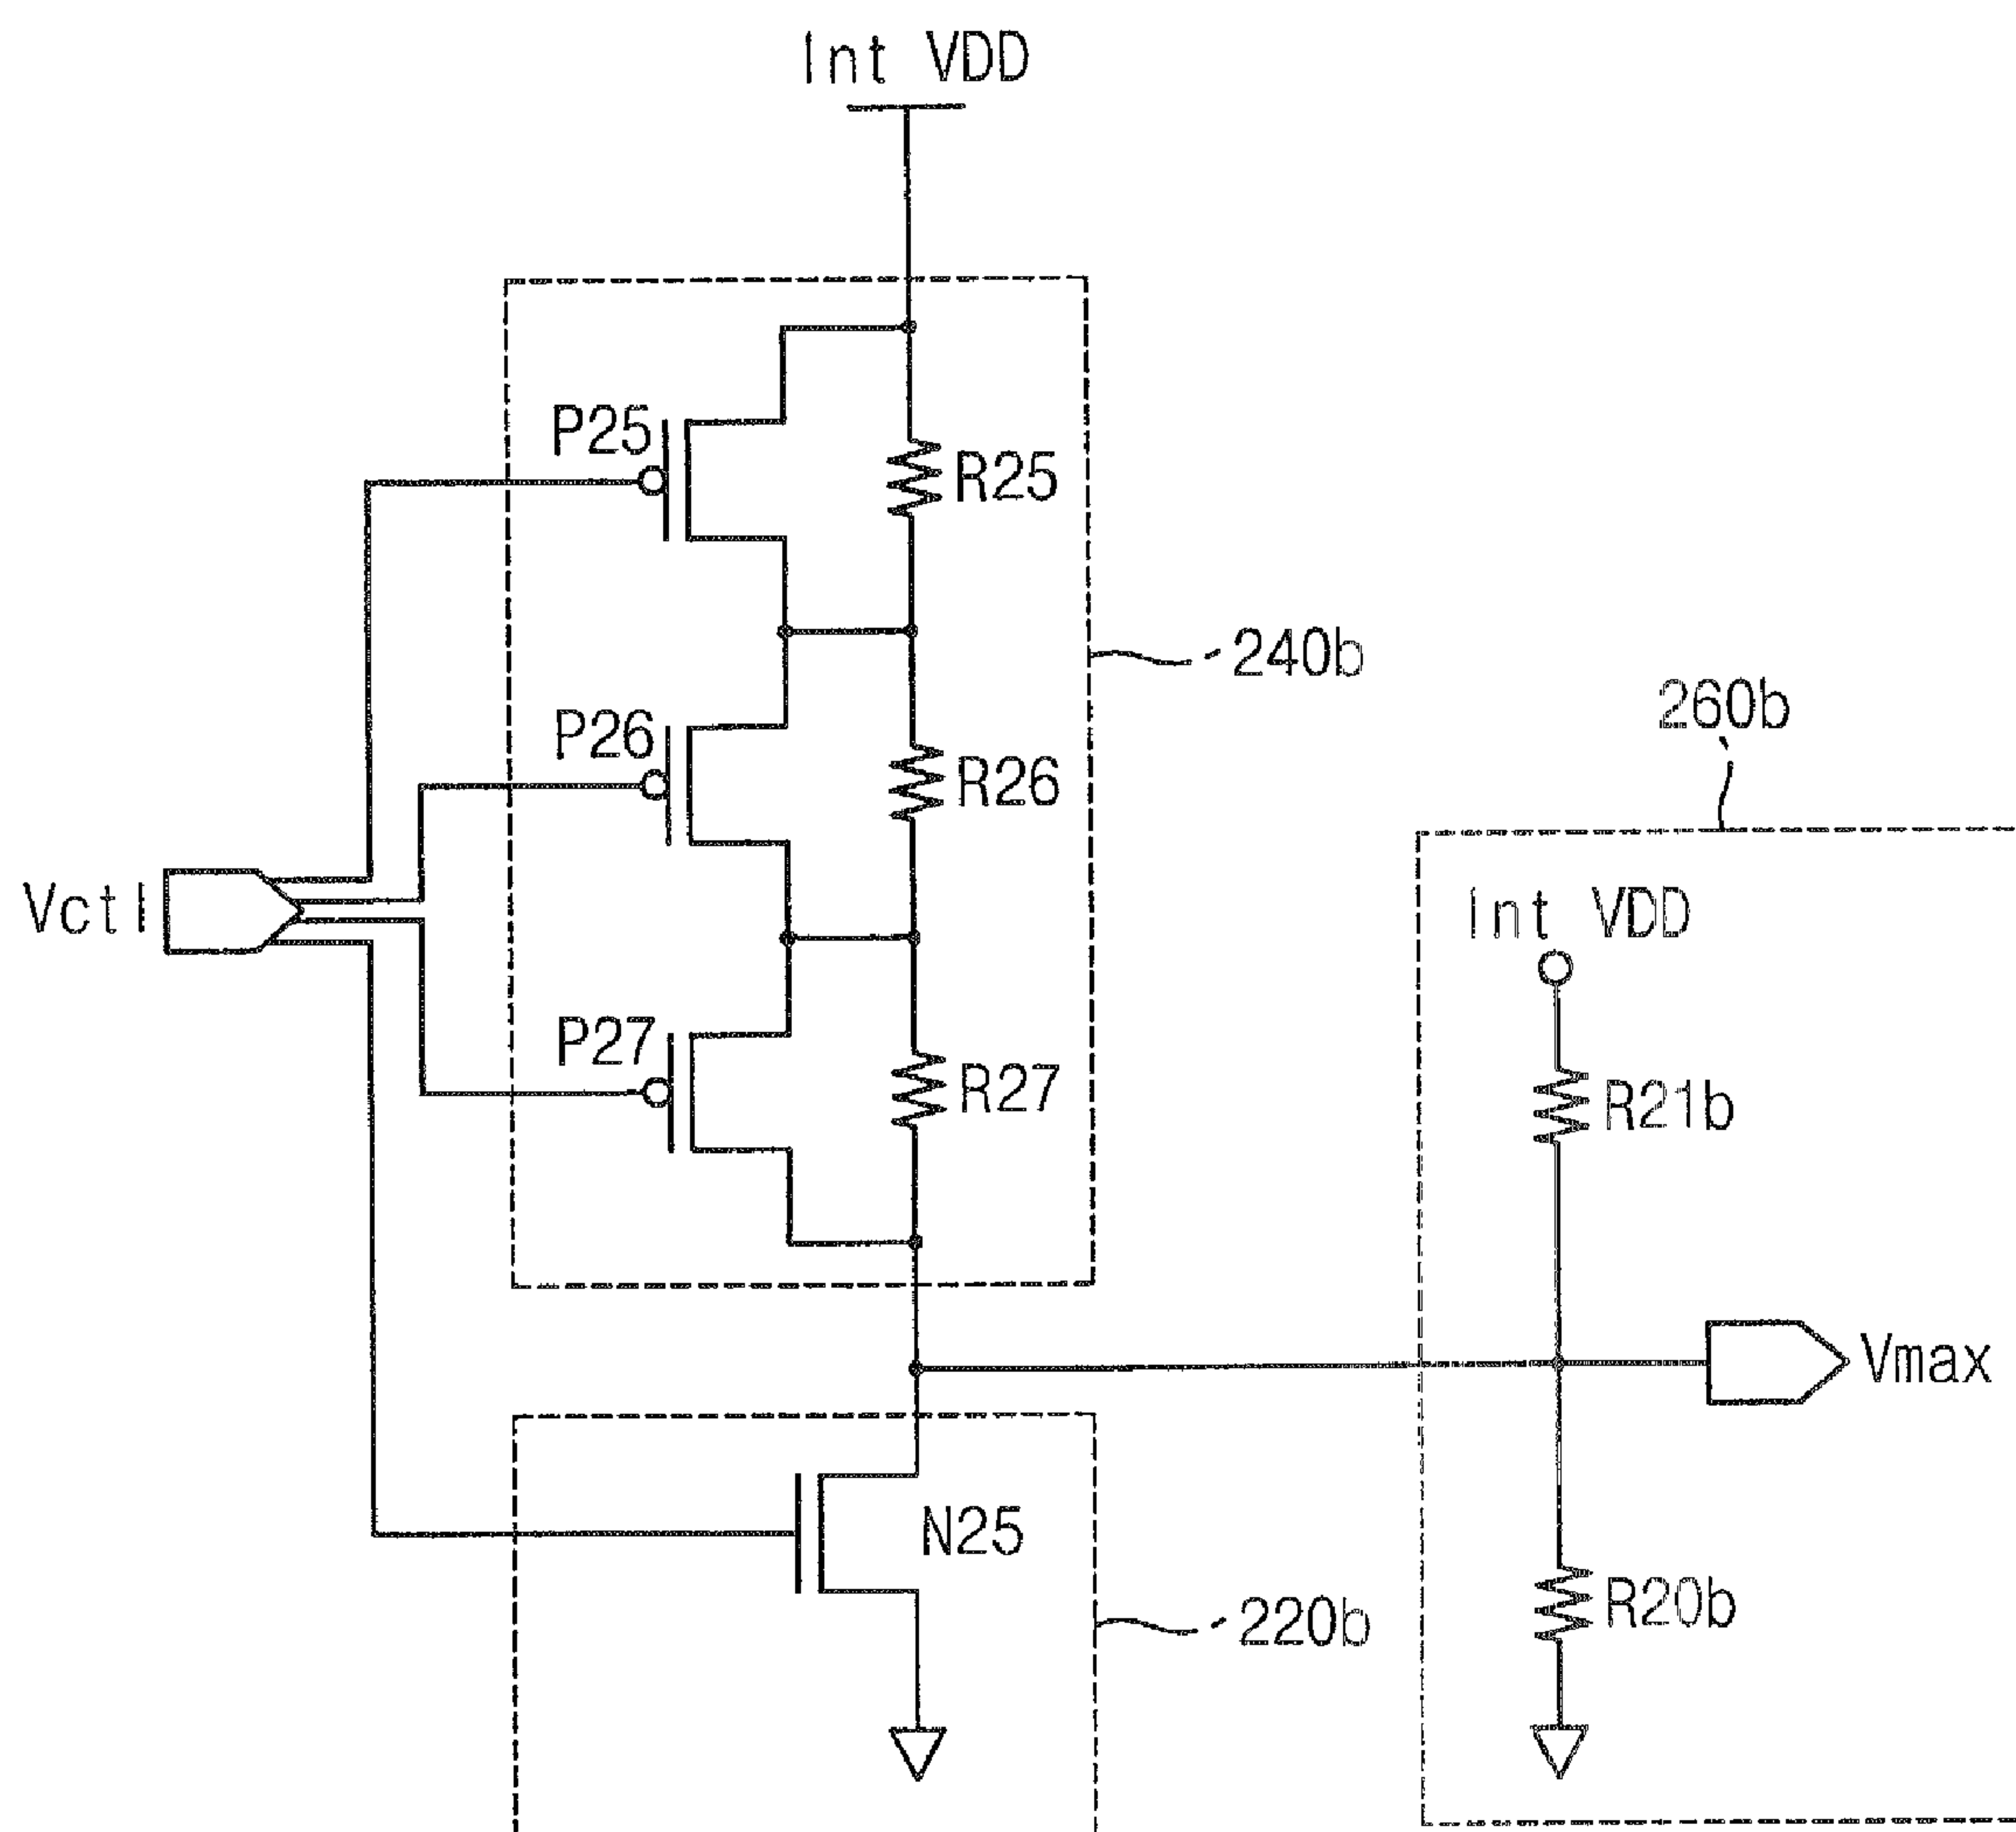 Int VDD
P25
R25
240b
P26
R26
260b
Vctl
Int VDD
P27
R27
R21b
Vmax
N25
R20b
220b